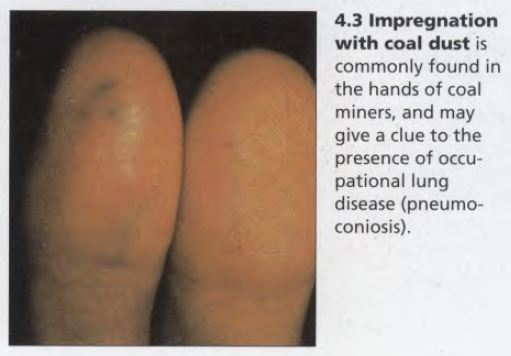 4.3 Impregnation
with coal dust is
commonly found in
the hands of coal
miners, and may
give a clue to the
presence of occu-
pational lung
disease (pneumo-
coniosis).